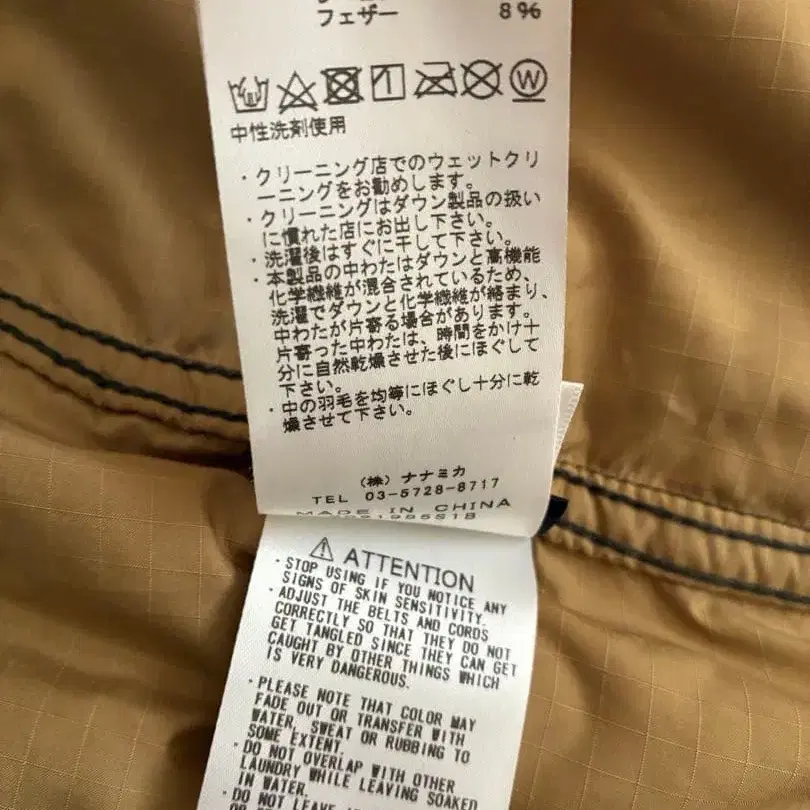 フェザー 8%
1 W
中性洗剤使用
・クリーニング店でのウェットクリ
ーニングをお勧めします。
・クリーニングはダウン製品の扱い
に慣れた店にお出し下さい。
・洗濯後はすぐに干して下さい。
・本製品の中わたはダウンと高機能
化学繊維が混合されているため、
洗濯でダウンと化学繊維が絡まり、
中わたが片寄る場合があります。
片寄った中わたは、時間をかけ十
分に自然乾燥させた後にほぐして
下さい。
・中の羽毛を均等にほぐし十分に乾
燥させて下さい。
(株) ナナミカ
TEL 03-5728-8717
MADE IN CHINA
⚠ ATTENTION
・STOP USING IF YOU NOTICE ANY
SIGNS OF SKIN SENSITIVITY.
・ADJUST THE BELTS AND CORDS
CORRECTLY SO THAT THEY DO NOT
GET TANGLED SINCE THEY CAN GET
CAUGHT BY OTHER THINGS WHICH
IS VERY DANGEROUS.
・PLEASE NOTE THAT COLOR MAY
FADE OUT OR TRANSFER WITH
WATER, SWEAT OR RUBBING TO
SOME EXTENT.
・DO NOT OVERLAP WITH OTHER
LAUNDRY WHILE LEAVING SOAKED
IN WATER.
・DO NOT LEAVE